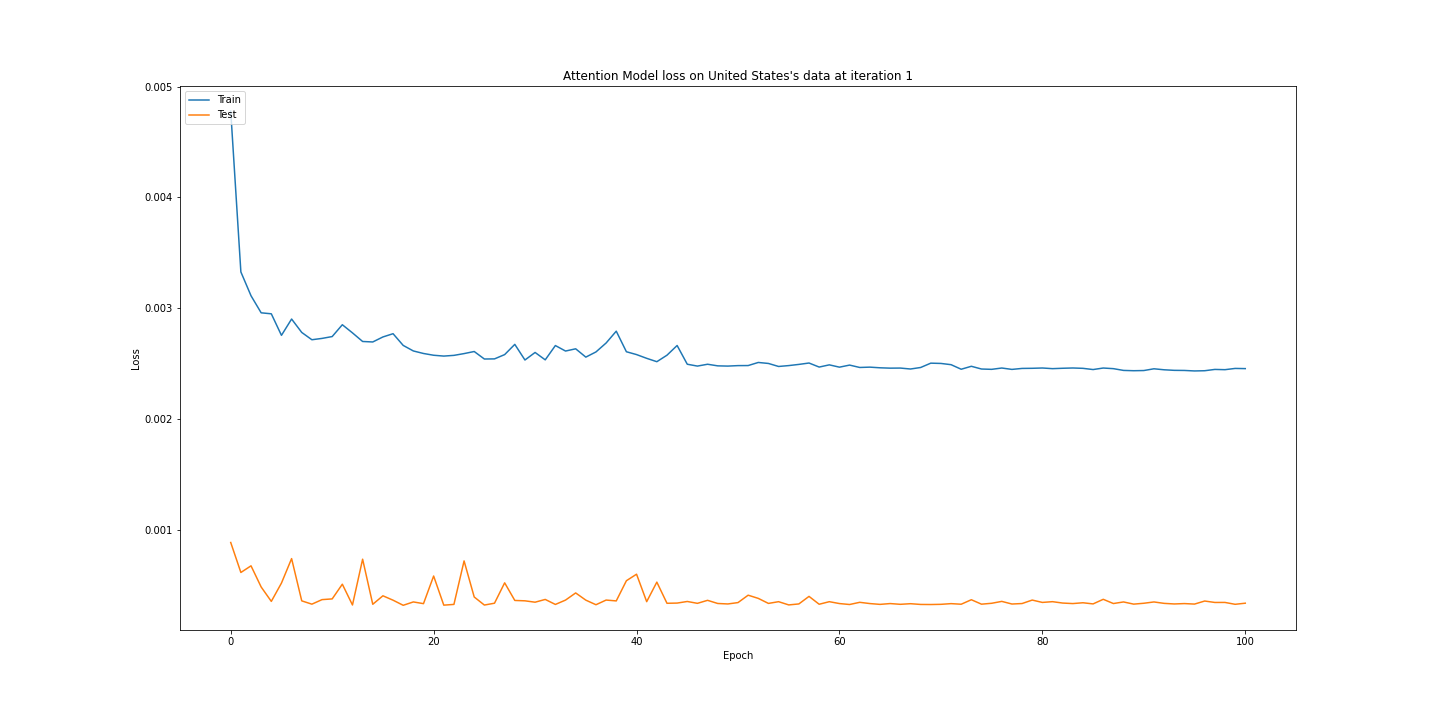 Attention Model loss on United States's data at iteration 1
0.005
Train
Test
0.004
0.003
Loss
0.002
0.001
0 20 40 60 80 100
Epoch